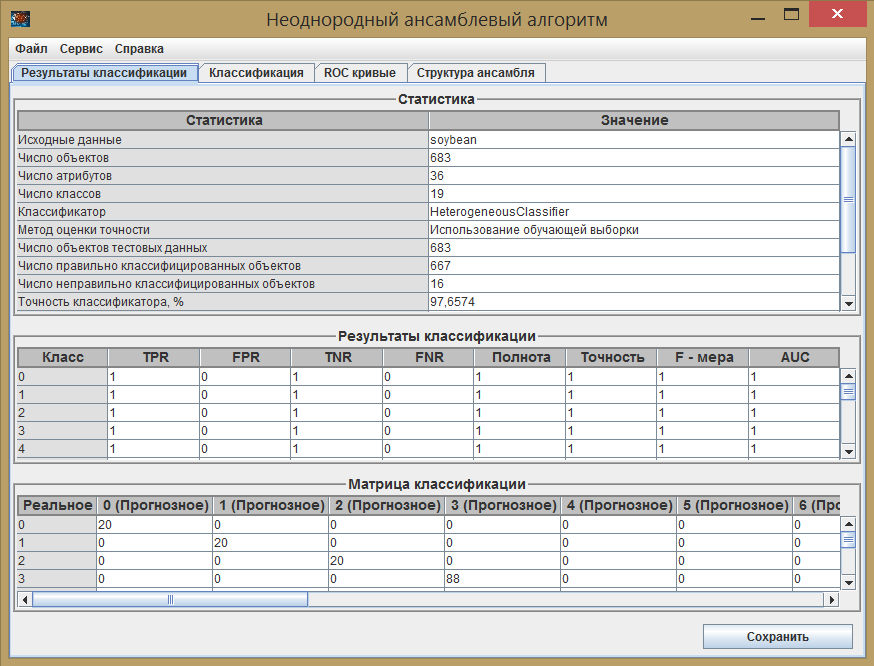 Неоднородный ансамблевый алгоритм
Файл Сервис Справка
Результаты классификации Классификация ROC кривые Структура ансамбля
Статистика
Статистика Значение
Исходные данные soybean
Число объектов 683
Число атрибутов 36
Число классов 19
Классификатор HeterogeneousClassifier
Метод оценки точности Использование обучающей выборки
Число объектов тестовых данных 683
Число правильно классифицированных объектов 667
Число неправильно классифицированных объектов 16
Точность классификатора, % 97,6574
Результаты классификации
Класс TPR FPR TNR FNR Полнота Точность F - мера AUC
0 1 0 1 0 1 1 1 1
1 1 0 1 0 1 1 1 1
2 1 0 1 0 1 1 1 1
3 1 0 1 0 1 1 1 1
4 1 0 1 0 1 1 1 1
Матрица классификации
Реальное 0 (Прогнозное) 1 (Прогнозное) 2 (Прогнозное) 3 (Прогнозное) 4 (Прогнозное) 5 (Прогнозное) 6 (Про
0 20 0 0 0 0 0 0
1 0 20 0 0 0 0 0
2 0 0 20 0 0 0 0
3 0 0 0 88 0 0 0
Сохранить